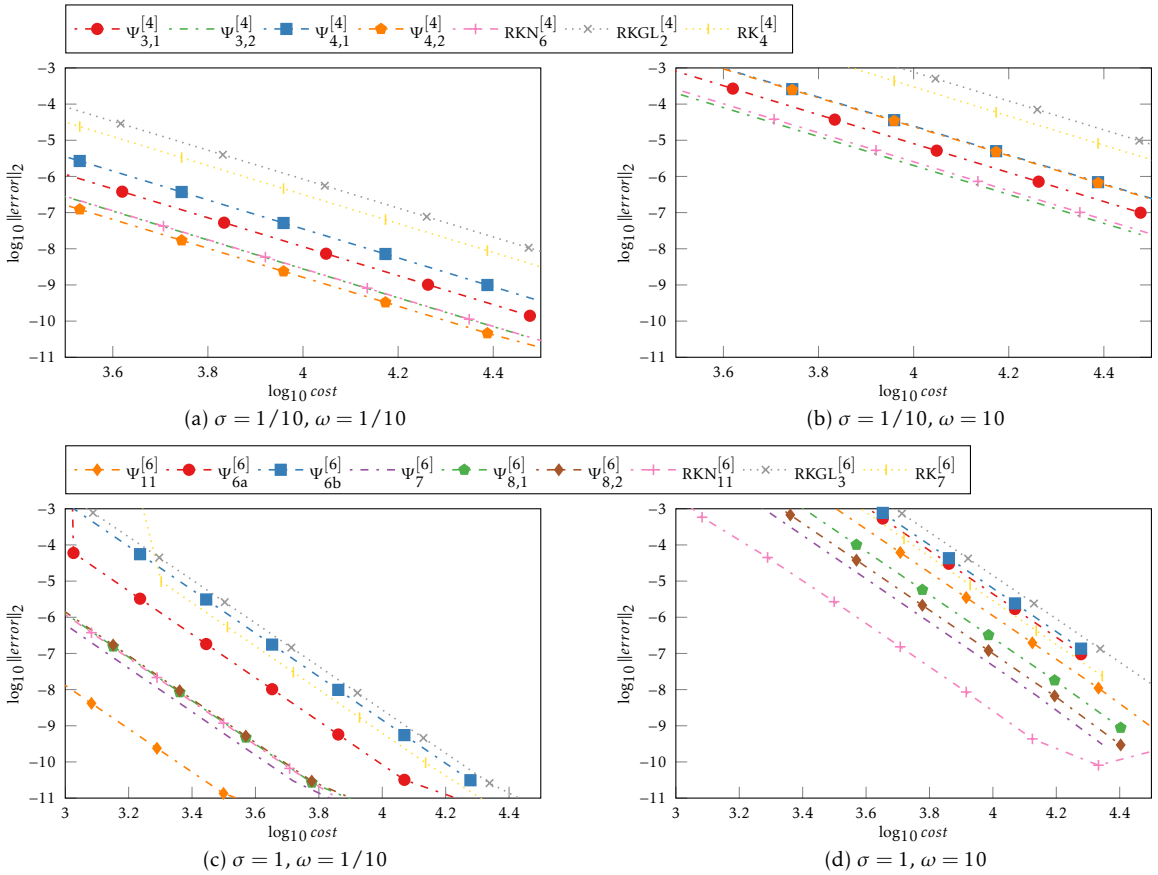 Ψ[4]3,1 Ψ[4]3,2 Ψ[4]4,1 Ψ[4]4,2 RKN[4]6 RKGL[4]2 RK[4]4
−3
−4
−5
−6
−7
−8
−9
−10
−11
log10 ||error||2
3.6 3.8 4 4.2 4.4
log10 cost
(a) σ = 1/10, ω = 1/10
−3
−4
−5
−6
−7
−8
−9
−10
−11
log10 ||error||2
3.6 3.8 4 4.2 4.4
log10 cost
(b) σ = 1/10, ω = 10
Ψ[6]11 Ψ[6]6a Ψ[6]6b Ψ[6]7 Ψ[6]8,1 Ψ[6]8,2 RKN[6]11 RKGL[6]3 RK[6]7
−3
−4
−5
−6
−7
−8
−9
−10
−11
log10 ||error||2
3 3.2 3.4 3.6 3.8 4 4.2 4.4
log10 cost
(c) σ = 1, ω = 1/10
−3
−4
−5
−6
−7
−8
−9
−10
−11
log10 ||error||2
3 3.2 3.4 3.6 3.8 4 4.2 4.4
log10 cost
(d) σ = 1, ω = 10